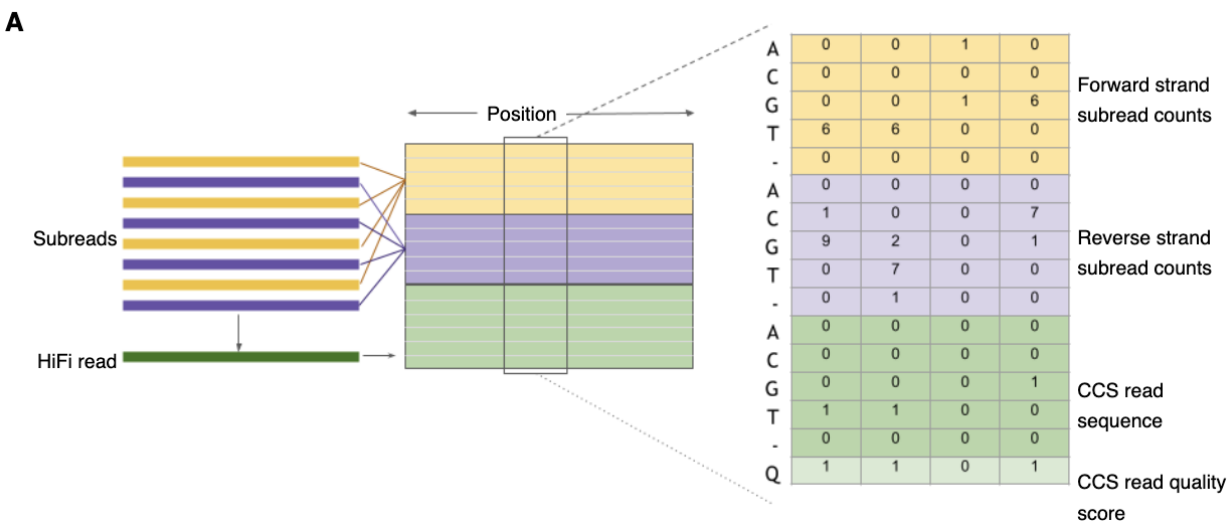 A
Position
Subreads
HiFi read
A 0 0 1 0
C 0 0 0 0
G 0 0 1 6
T 6 6 0 0
- 0 0 0 0
Forward strand
subread counts
A 0 0 0 0
C 1 0 0 7
G 9 2 0 1
T 0 7 0 0
- 0 1 0 0
Reverse strand
subread counts
A 0 0 0 0
C 0 0 0 0
G 0 0 0 1
T 1 1 0 0
- 0 0 0 0
CCS read
sequence
Q 1 1 0 1
CCS read quality
score